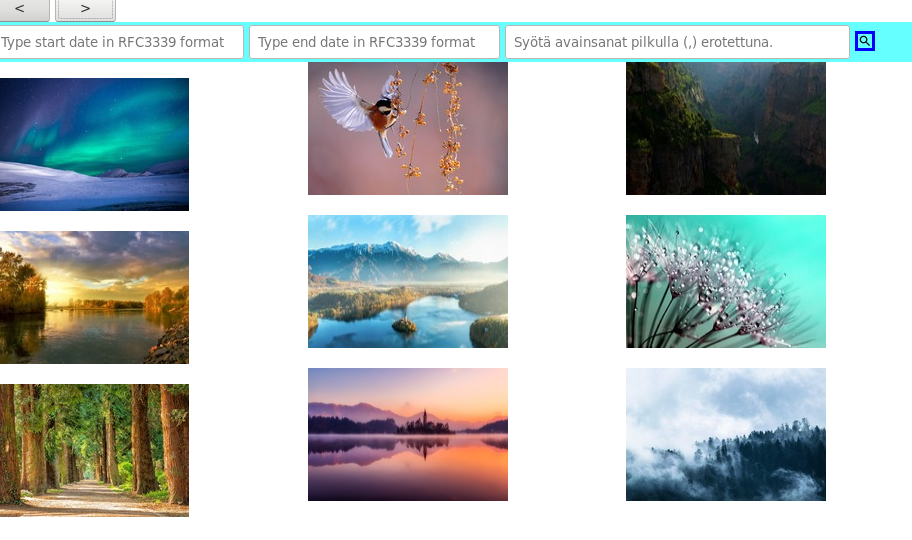 < >
Type start date in RFC3339 format Type end date in RFC3339 format Syötä avainsanat pilkulla (,) erotettuna.